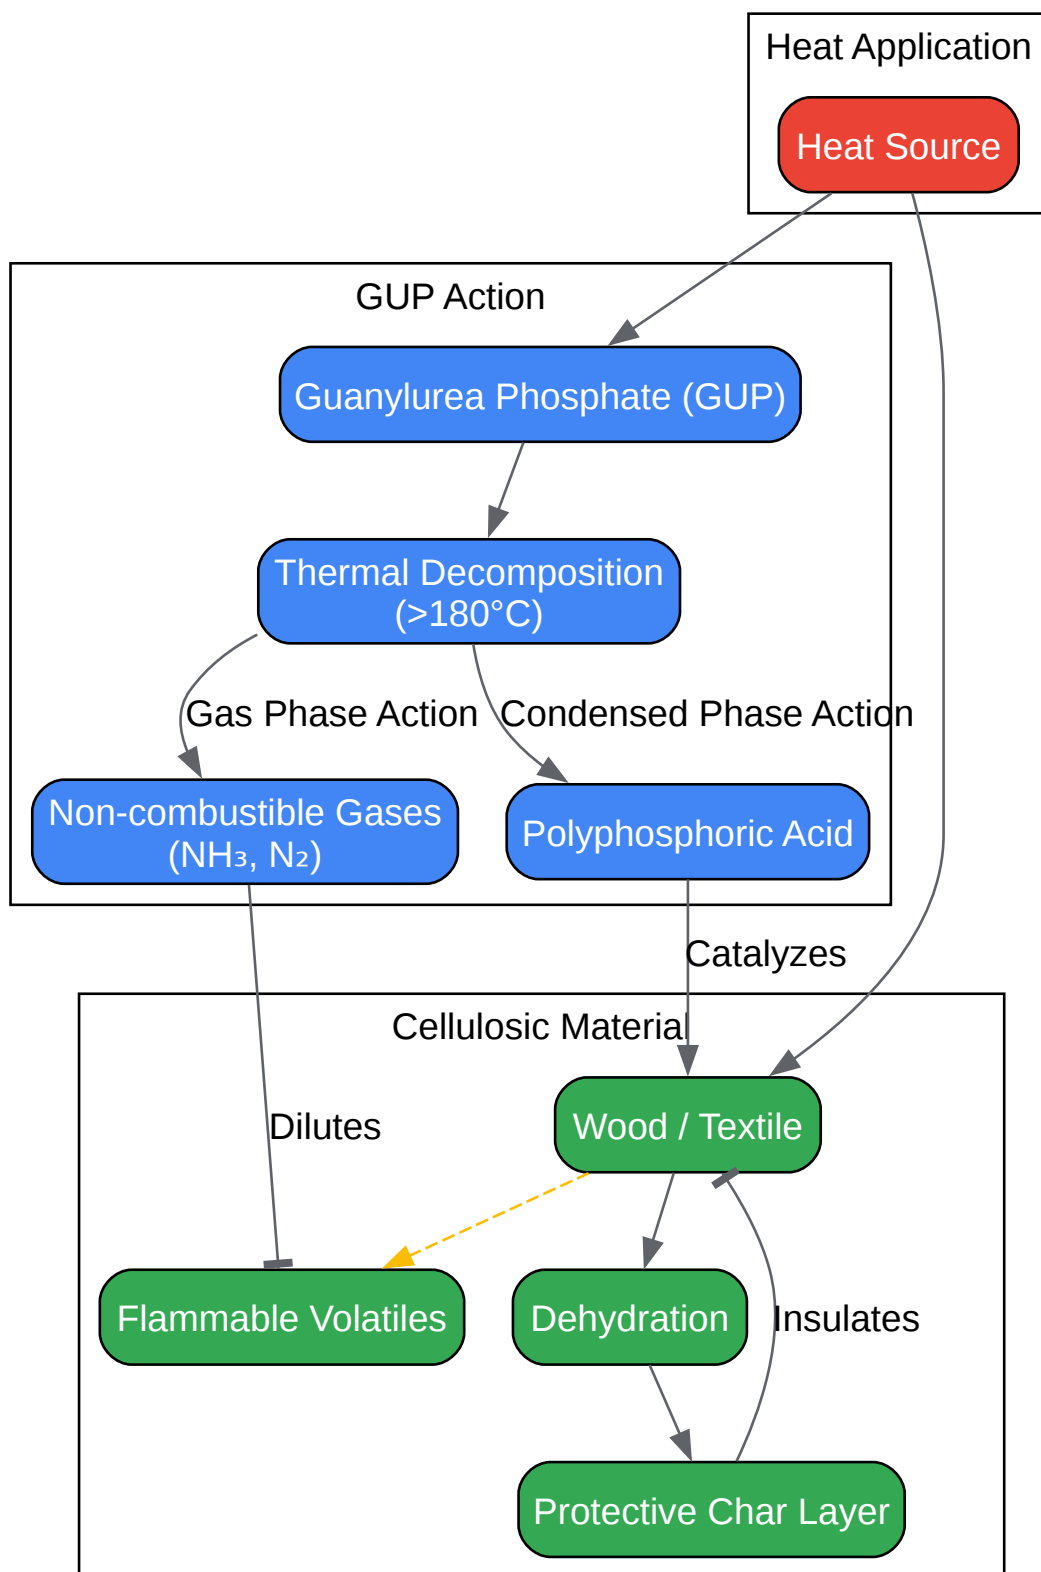 Heat Application
Heat Source
GUP Action
Guanylurea Phosphate (GUP)
Thermal Decomposition
(>180°C)
Gas Phase Action
Condensed Phase Action
Non-combustible Gases
(NH₃, N₂)
Polyphosphoric Acid
Catalyzes
Cellulosic Material
Wood / Textile
Dilutes
Flammable Volatiles
Dehydration
Insulates
Protective Char Layer